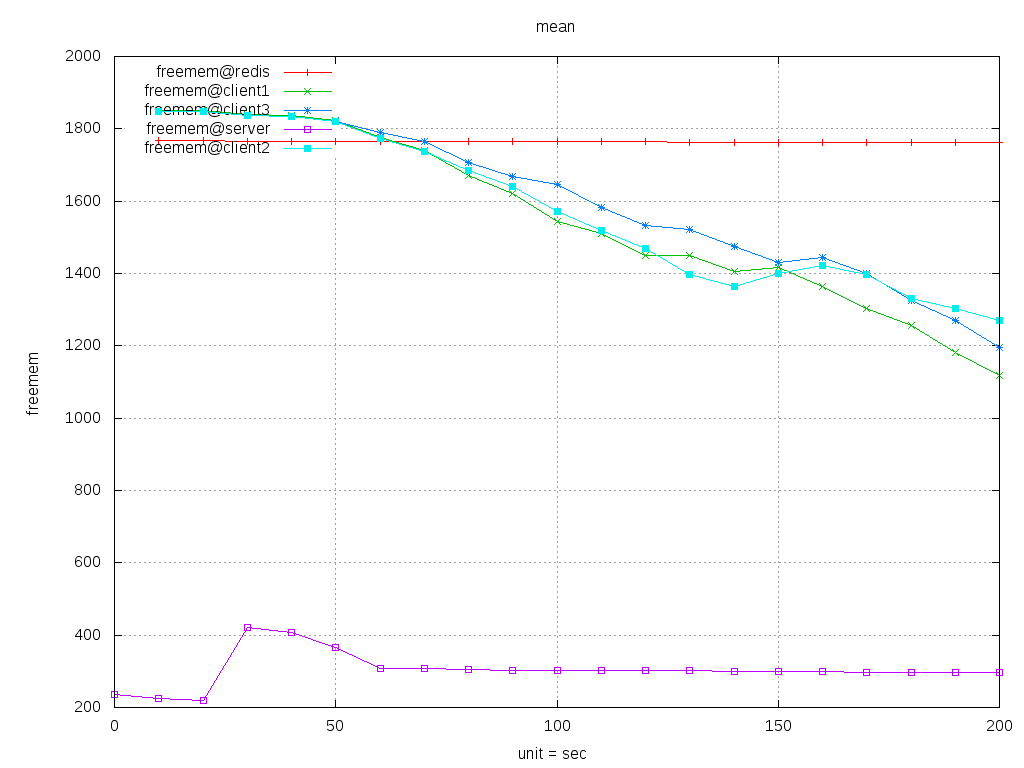 mean
2000
1800
1600
1400
1200
1000
800
600
400
200
freemem
freemem@redis
freemem@client1
freemem@client3
freemem@server
freemem@client2
0 50 100 150 200
unit = sec